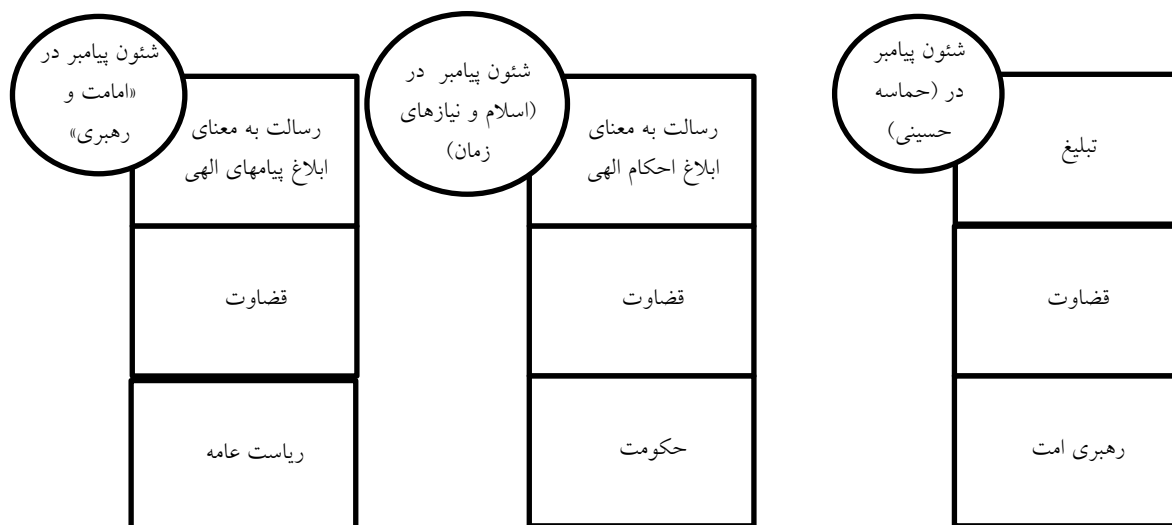 شئون پیامبر
در (حماسه
حسینی)
تبلیغ
قضاوت
رهبری امت
شئون پیامبر در
(اسلام و نیازهای
زمان)
رسالت به معنای
ابلاغ احکام الهی
قضاوت
حکومت
شئون پیامبر در
«امامت و
رهبری»
رسالت به معنای
ابلاغ پیامهای الهی
قضاوت
ریاست عامه